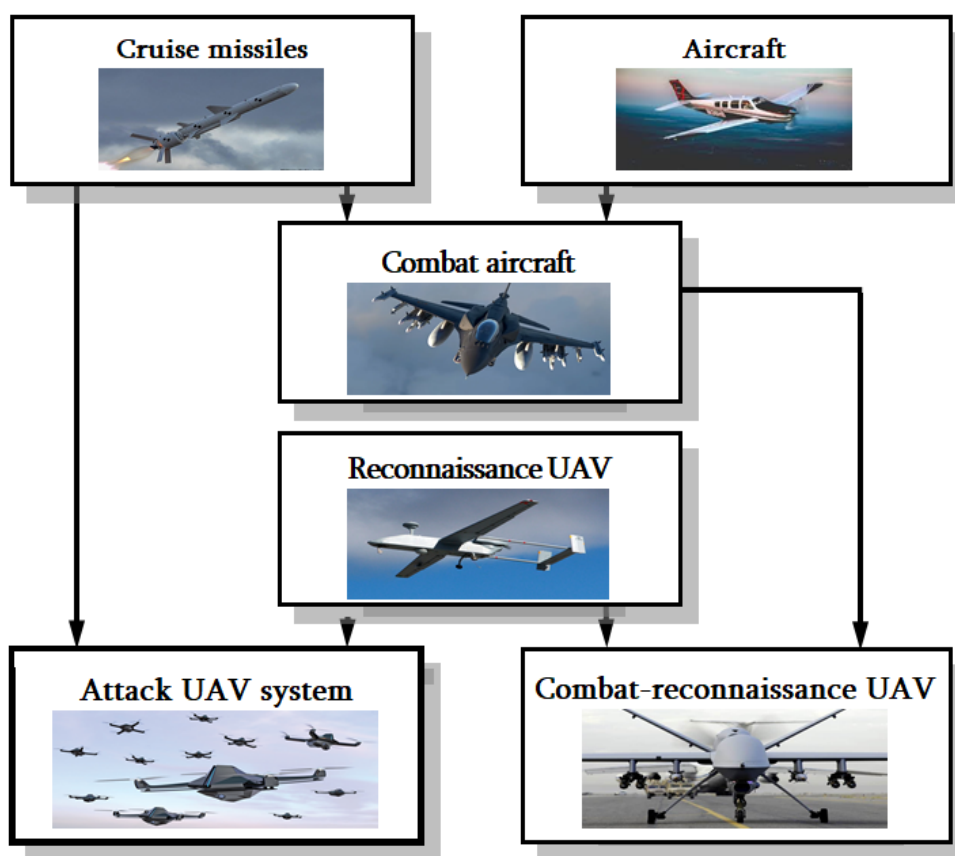 Cruise missiles
Aircraft
Combat aircraft
Reconnaissance UAV
Attack UAV system
Combat-reconnaissance UAV